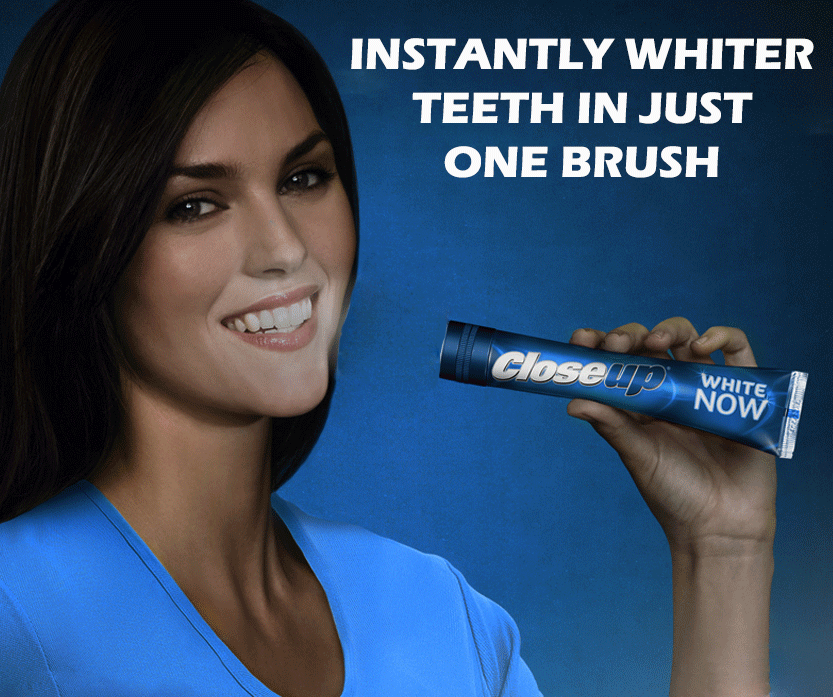 INSTANTLY WHITER
TEETH IN JUST
ONE BRUSH
Closeup
WHITE
NOW